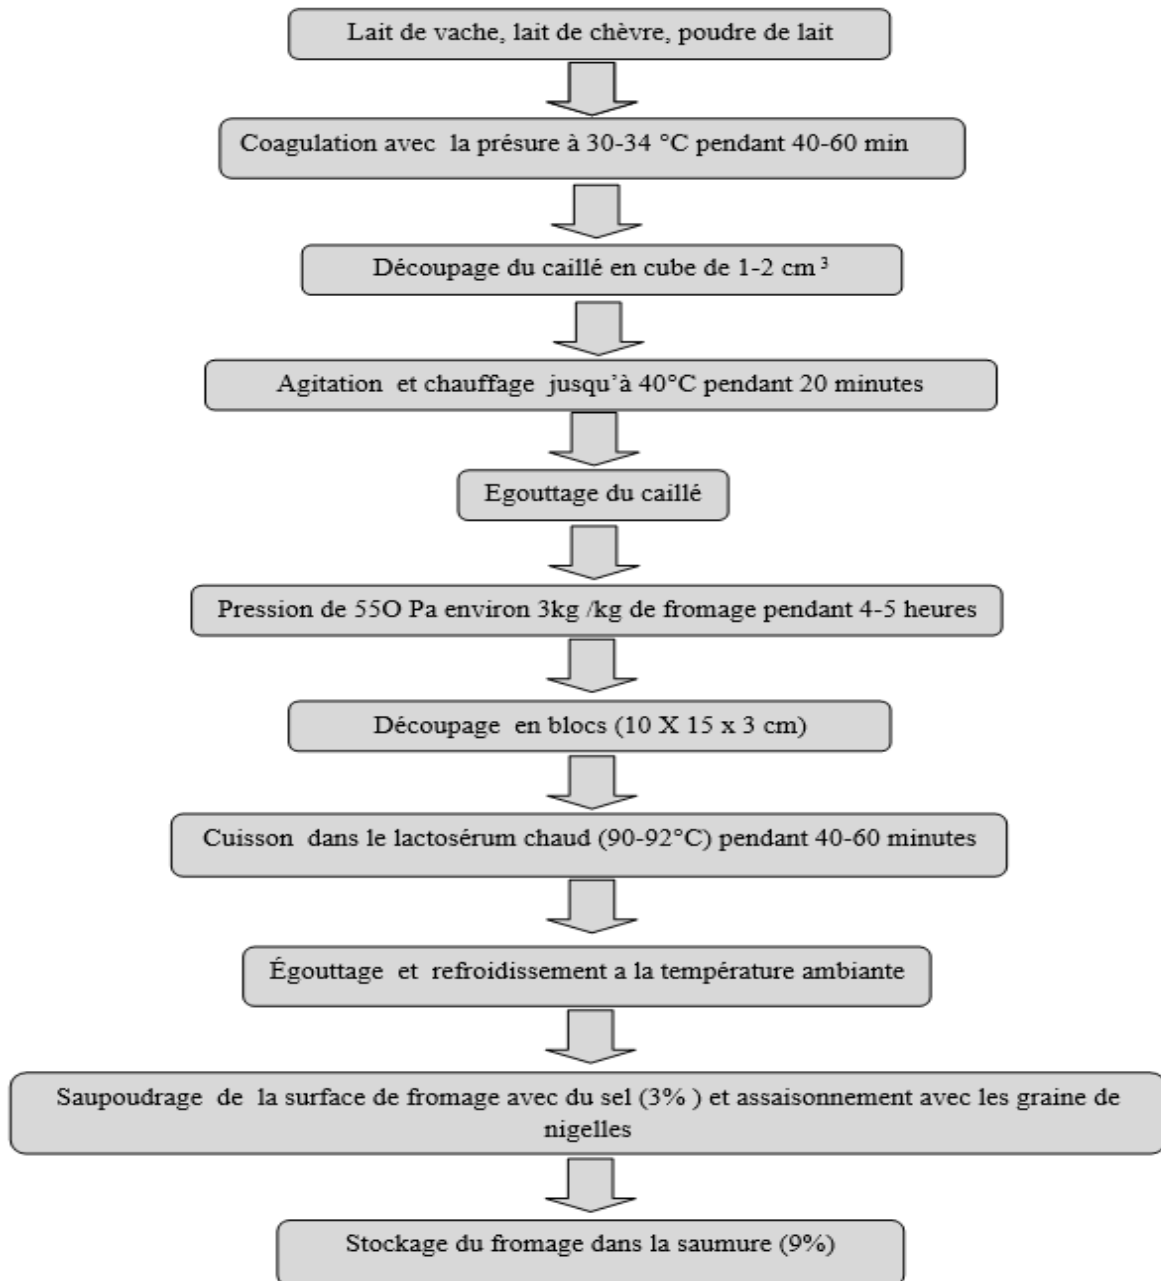 Lait de vache, lait de chèvre, poudre de lait
Coagulation avec la présure à 30-34 °C pendant 40-60 min
Découpage du caillé en cube de 1-2 cm³
Agitation et chauffage jusqu’à 40°C pendant 20 minutes
Egouttage du caillé
Pression de 55O Pa environ 3kg /kg de fromage pendant 4-5 heures
Découpage en blocs (10 X 15 x 3 cm)
Cuisson dans le lactosérum chaud (90-92°C) pendant 40-60 minutes
Égouttage et refroidissement a la température ambiante
Saupoudrage de la surface de fromage avec du sel (3% ) et assaisonnement avec les graine de
nigelles
Stockage du fromage dans la saumure (9%)